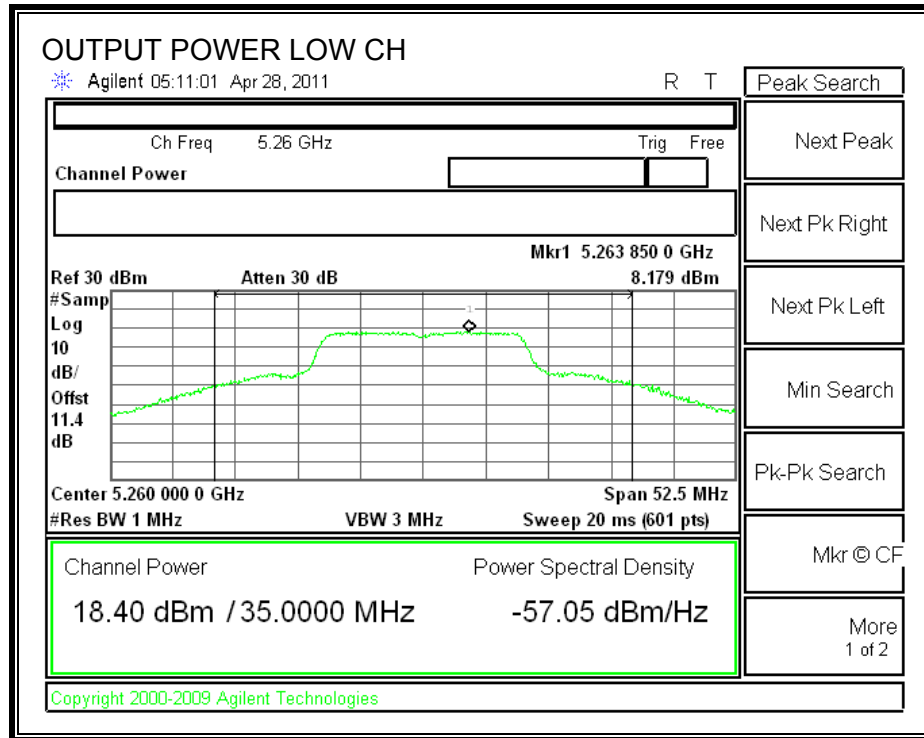 OUTPUT POWER LOW CH
Agilent 05:11:01 Apr 28, 2011 R T
Peak Search
Ch Freq 5.26 GHz Trig Free
Channel Power
Mkr1 5.263 850 0 GHz
Ref 30 dBm Atten 30 dB 8.179 dBm
#Samp
Log
10
dB/
Offst
11.4
dB
1
Center 5.260 000 0 GHz Span 52.5 MHz
#Res BW 1 MHz VBW 3 MHz Sweep 20 ms (601 pts)
Channel Power Power Spectral Density
18.40 dBm / 35.0000 MHz -57.05 dBm/Hz
Copyright 2000-2009 Agilent Technologies
Next Peak
Next Pk Right
Next Pk Left
Min Search
Pk-Pk Search
Mkr © CF
More
1 of 2